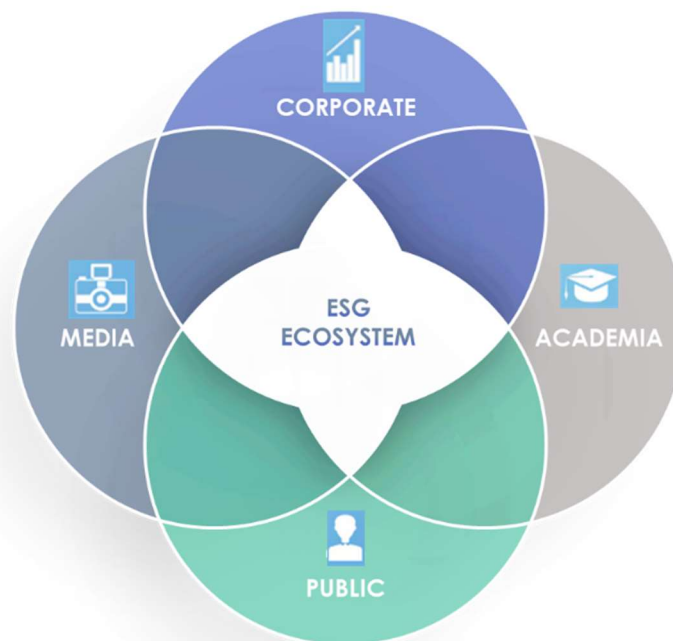 CORPORATE
MEDIA
ESG
ECOSYSTEM
ACADEMIA
PUBLIC